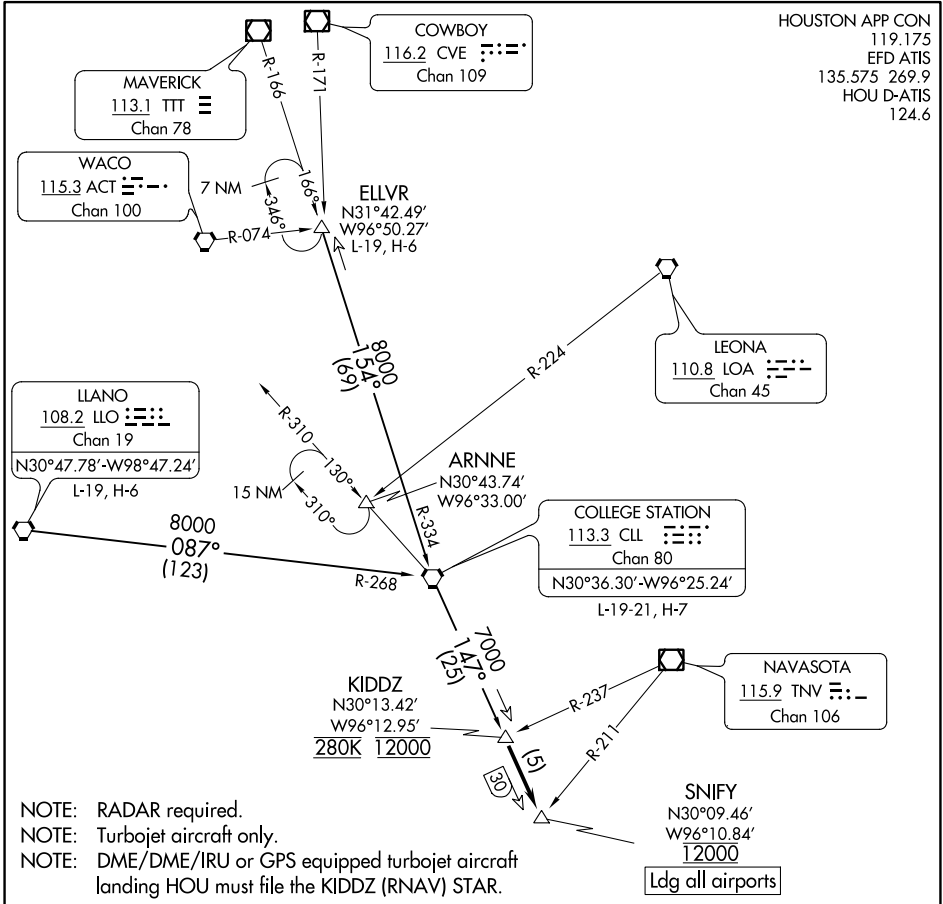 HOUSTON APP CON
119.175
EFD ATIS
135.575 269.9
HOU D-ATIS
124.6
COWBOY
116.2 CVE
Chan 109
MAVERICK
113.1 TTT
Chan 78
R-166
R-171
WACO
115.3 ACT
Chan 100
7 NM
166°
346°
ELLVR
N31°42.49'
W96°50.27'
L-19, H-6
R-074
LEONA
110.8 LOA
Chan 45
R-224
8000
154°
(69)
LLANO
108.2 LLO
Chan 19
N30°47.78'-W98°47.24'
L-19, H-6
R-310
130°
310°
15 NM
ARNNE
N30°43.74'
W96°33.00'
R-334
8000
087°
(123)
R-268
COLLEGE STATION
113.3 CLL
Chan 80
N30°36.30'-W96°25.24'
L-19-21, H-7
7000
147°
(25)
NAVASOTA
115.9 TNV
Chan 106
R-237
R-211
KIDDZ
N30°13.42'
W96°12.95'
280K 12000
(5)
30
SNIFY
N30°09.46'
W96°10.84'
12000
Ldg all airports
NOTE: RADAR required.
NOTE: Turbojet aircraft only.
NOTE: DME/DME/IRU or GPS equipped turbojet aircraft
landing HOU must file the KIDDZ (RNAV) STAR.